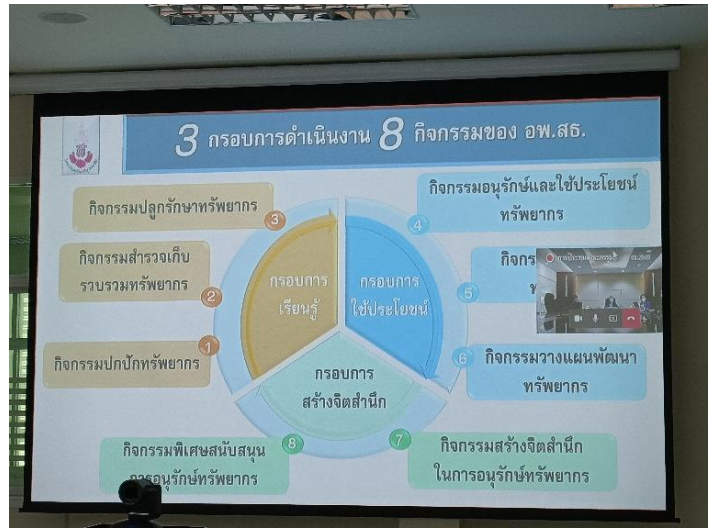 3 กรอบการดำเนินงาน 8 กิจกรรมของ อพ.สธ.
กิจกรรมปลูกรักษาทรัพยากร
3
กิจกรรมสำรวจเก็บ
รวบรวมทรัพยากร
2
กิจกรรมปกปักทรัพยากร
1
กรอบการ
เรียนรู้
กรอบการ
ใช้ประโยชน์
กรอบการ
สร้างจิตสำนึก
4
กิจกรรมอนุรักษ์และใช้ประโยชน์
ทรัพยากร
5
6
กิจกรรมวางแผนพัฒนา
ทรัพยากร
7
กิจกรรมสร้างจิตสำนึก
ในการอนุรักษ์ทรัพยากร
8
กิจกรรมพิเศษสนับสนุน
การอนุรักษ์ทรัพยากร